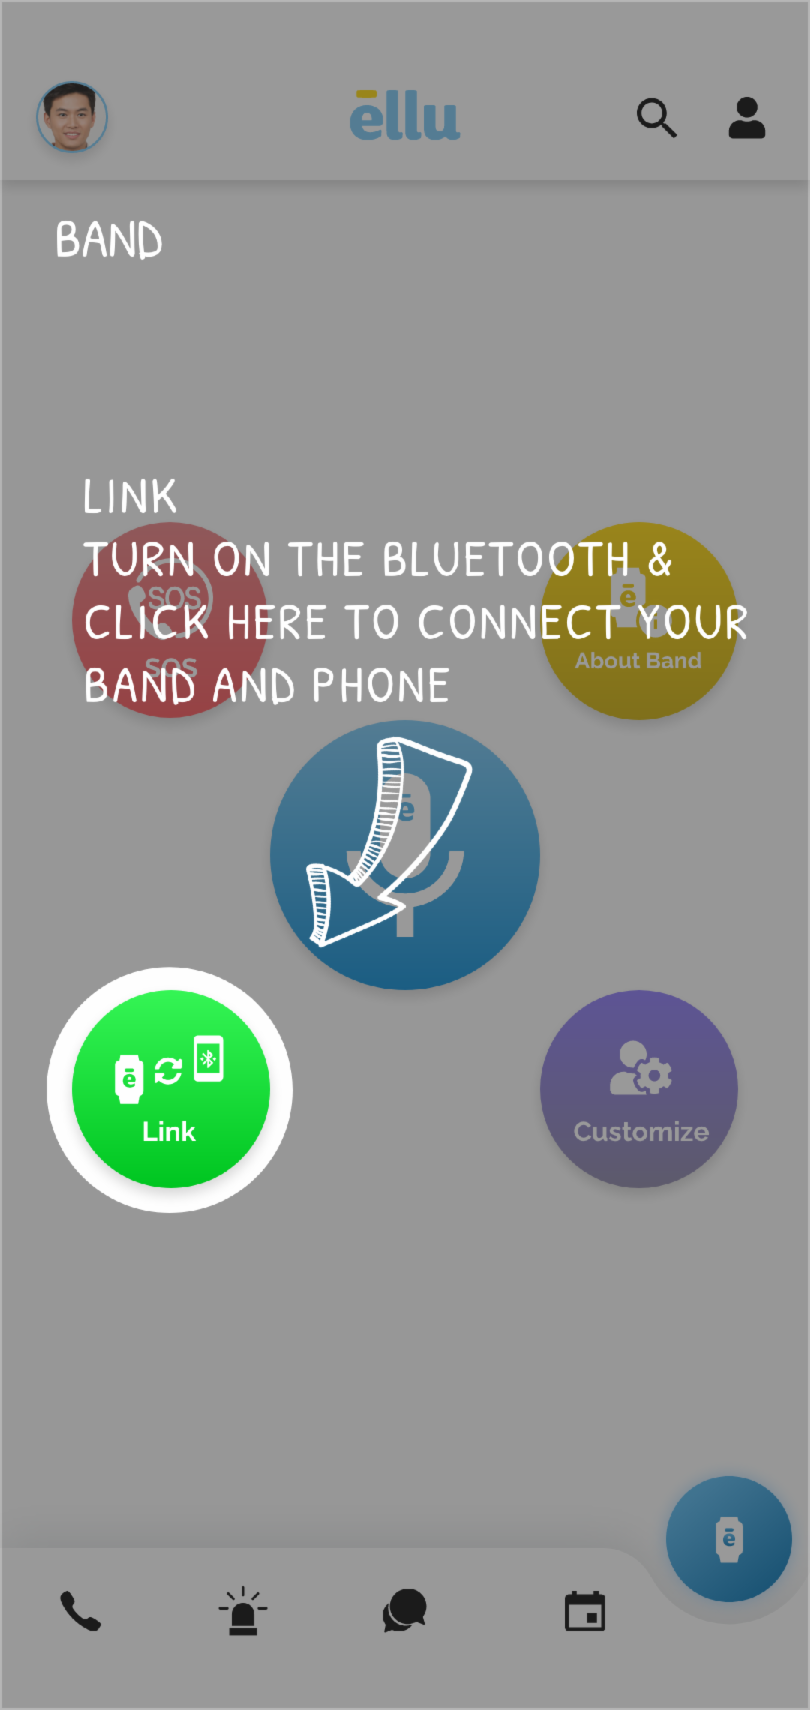 ēllu
BAND
LINK
TURN ON THE BLUETOOTH &
CLICK HERE TO CONNECT YOUR
BAND AND PHONE
SOS
SOS
ē
About Band
ē
ē
Link
Customize
ē